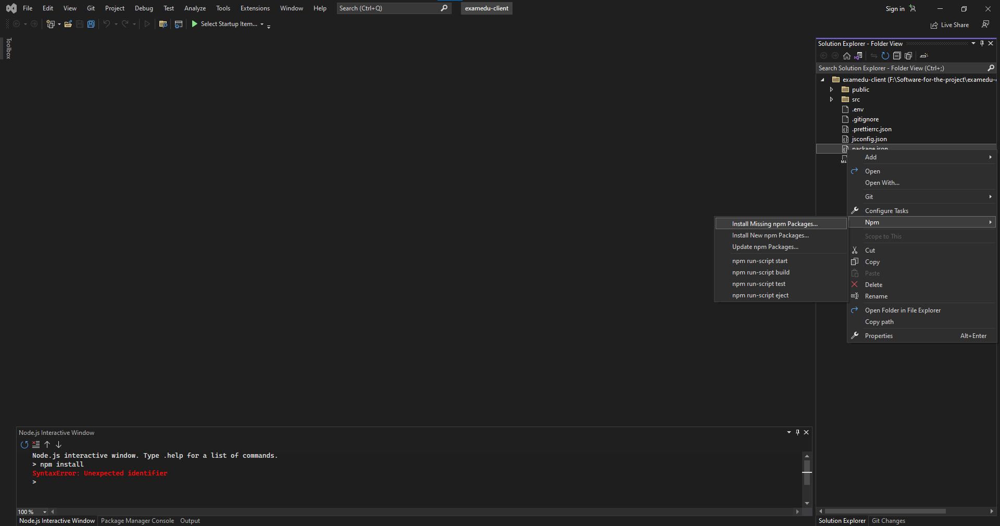 File Edit View Git Project Debug Test Analyze Tools Extensions Window Help Search (Ctrl+Q) examedu-client Sign in
Select Startup Item... Live Share
Toolbox
Solution Explorer - Folder View
Search Solution Explorer - Folder View (Ctrl+;)
examedu-client (F:\Software-for-the-project\examedu-
public
src
.env
.gitignore
.prettierrc.json
jsconfig.json
package.json
M↓
Add
Open
Open With...
Git
Configure Tasks
Npm
Scope to This
Cut
Copy
Paste
Delete
Rename
Open Folder in File Explorer
Copy path
Properties Alt+Enter
Install Missing npm Packages...
Install New npm Packages...
Update npm Packages...
npm run-script start
npm run-script build
npm run-script test
npm run-script eject
Node.js Interactive Window
Node.js interactive window. Type .help for a list of commands.
> npm install
SyntaxError: Unexpected identifier
>
100 %
Node.js Interactive Window Package Manager Console Output
Solution Explorer Git Changes